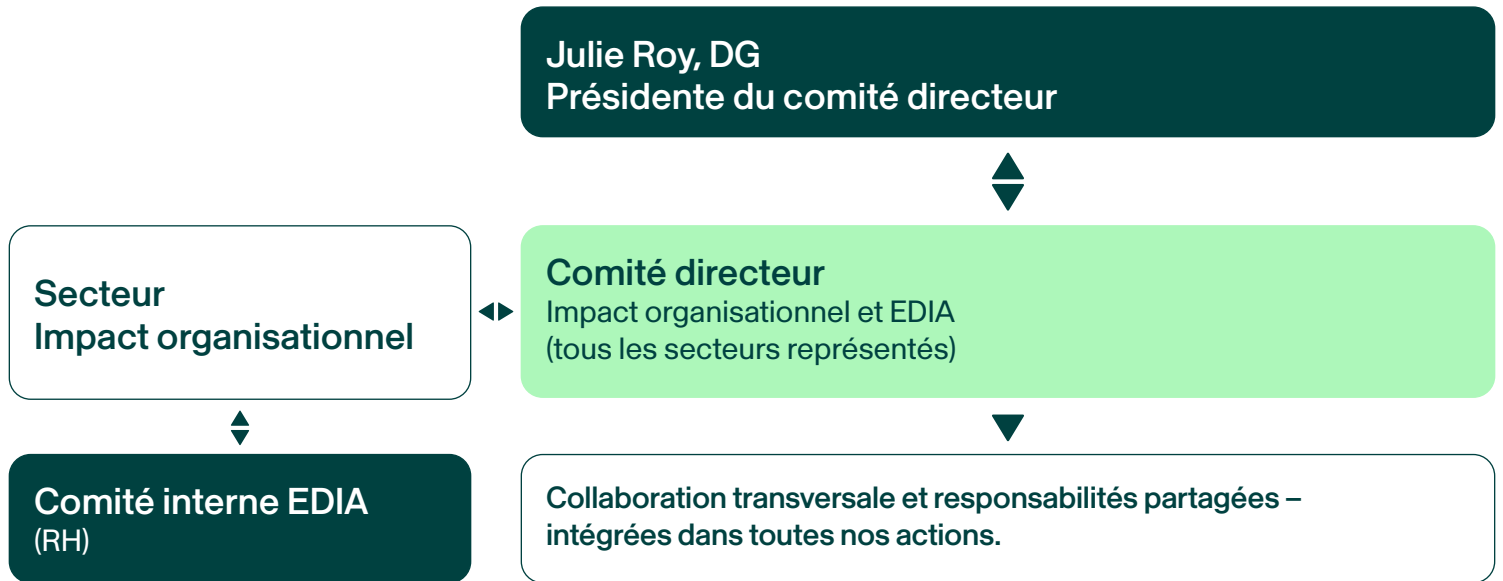 Julie Roy, DG
Présidente du comité directeur
Secteur
Impact organisationnel
Comité directeur
Impact organisationnel et EDIA
(tous les secteurs représentés)
Comité interne EDIA
(RH)
Collaboration transversale et responsabilités partagées –
intégrées dans toutes nos actions.